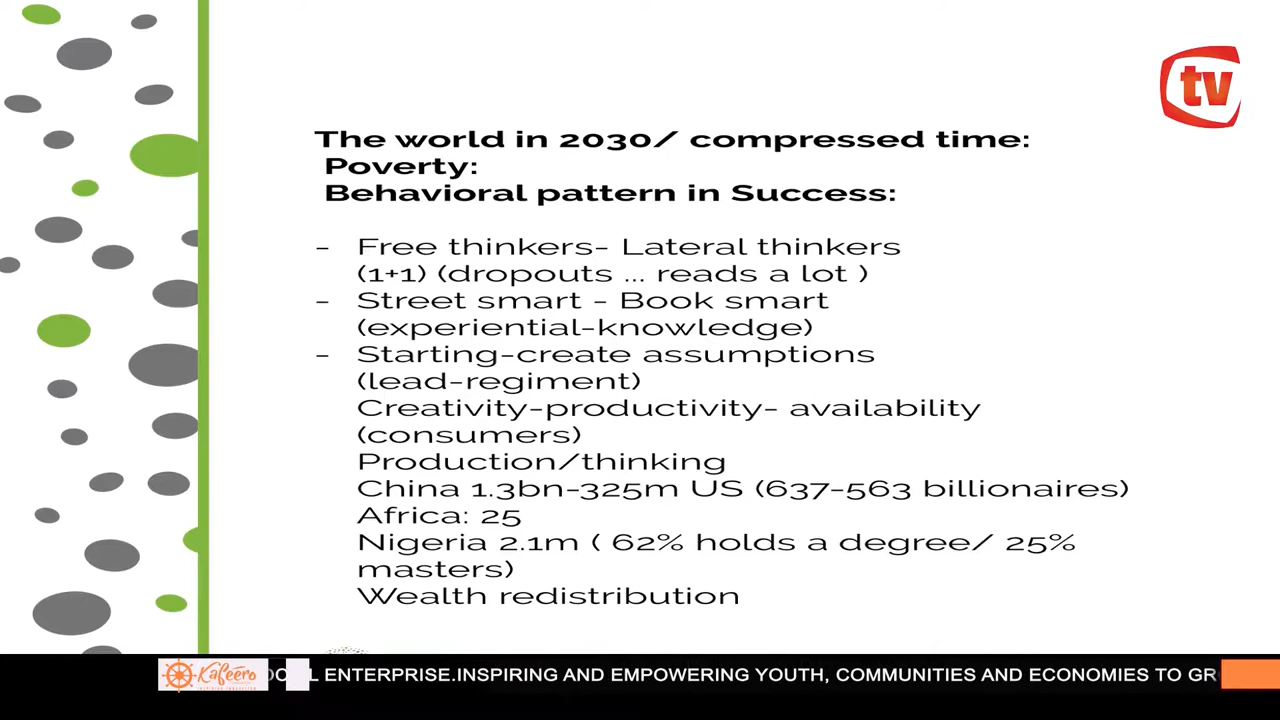 tv
The world in 2030/ compressed time:
Poverty:
Behavioral pattern in Success:
- Free thinkers- Lateral thinkers
(1+1) (dropouts ... reads a lot )
- Street smart - Book smart
(experiential-knowledge)
- Starting-create assumptions
(lead-regiment)
Creativity-productivity- availability
(consumers)
Production/thinking
China 1.3bn-325m US (637-563 billionaires)
Africa: 25
Nigeria 2.1m ( 62% holds a degree/ 25%
masters)
Wealth redistribution
Kafeero
L ENTERPRISE.INSPIRING AND EMPOWERING YOUTH, COMMUNITIES AND ECONOMIES TO GR